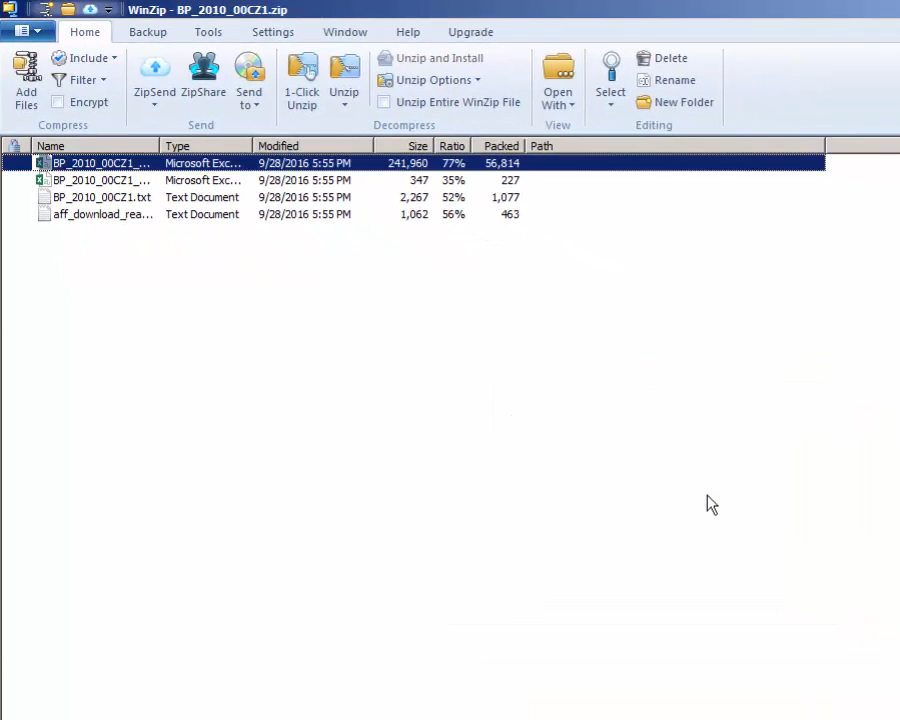 WinZip - BP_2010_00CZ1.zip
Home Backup Tools Settings Window Help Upgrade
Add Files
Include
Filter
Encrypt
Compress
ZipSend
ZipShare
Send to
Send
1-Click Unzip
Unzip
Unzip and Install
Unzip Options
Unzip Entire WinZip File
Decompress
Open With
View
Select
Delete
Rename
New Folder
Editing
Name Type Modified Size Ratio Packed Path
BP_2010_00CZ1_... Microsoft Exc... 9/28/2016 5:55 PM 241,960 77% 56,814
BP_2010_00CZ1_... Microsoft Exc... 9/28/2016 5:55 PM 347 35% 227
BP_2010_00CZ1.txt Text Document 9/28/2016 5:55 PM 2,267 52% 1,077
aff_download_rea... Text Document 9/28/2016 5:55 PM 1,062 56% 463